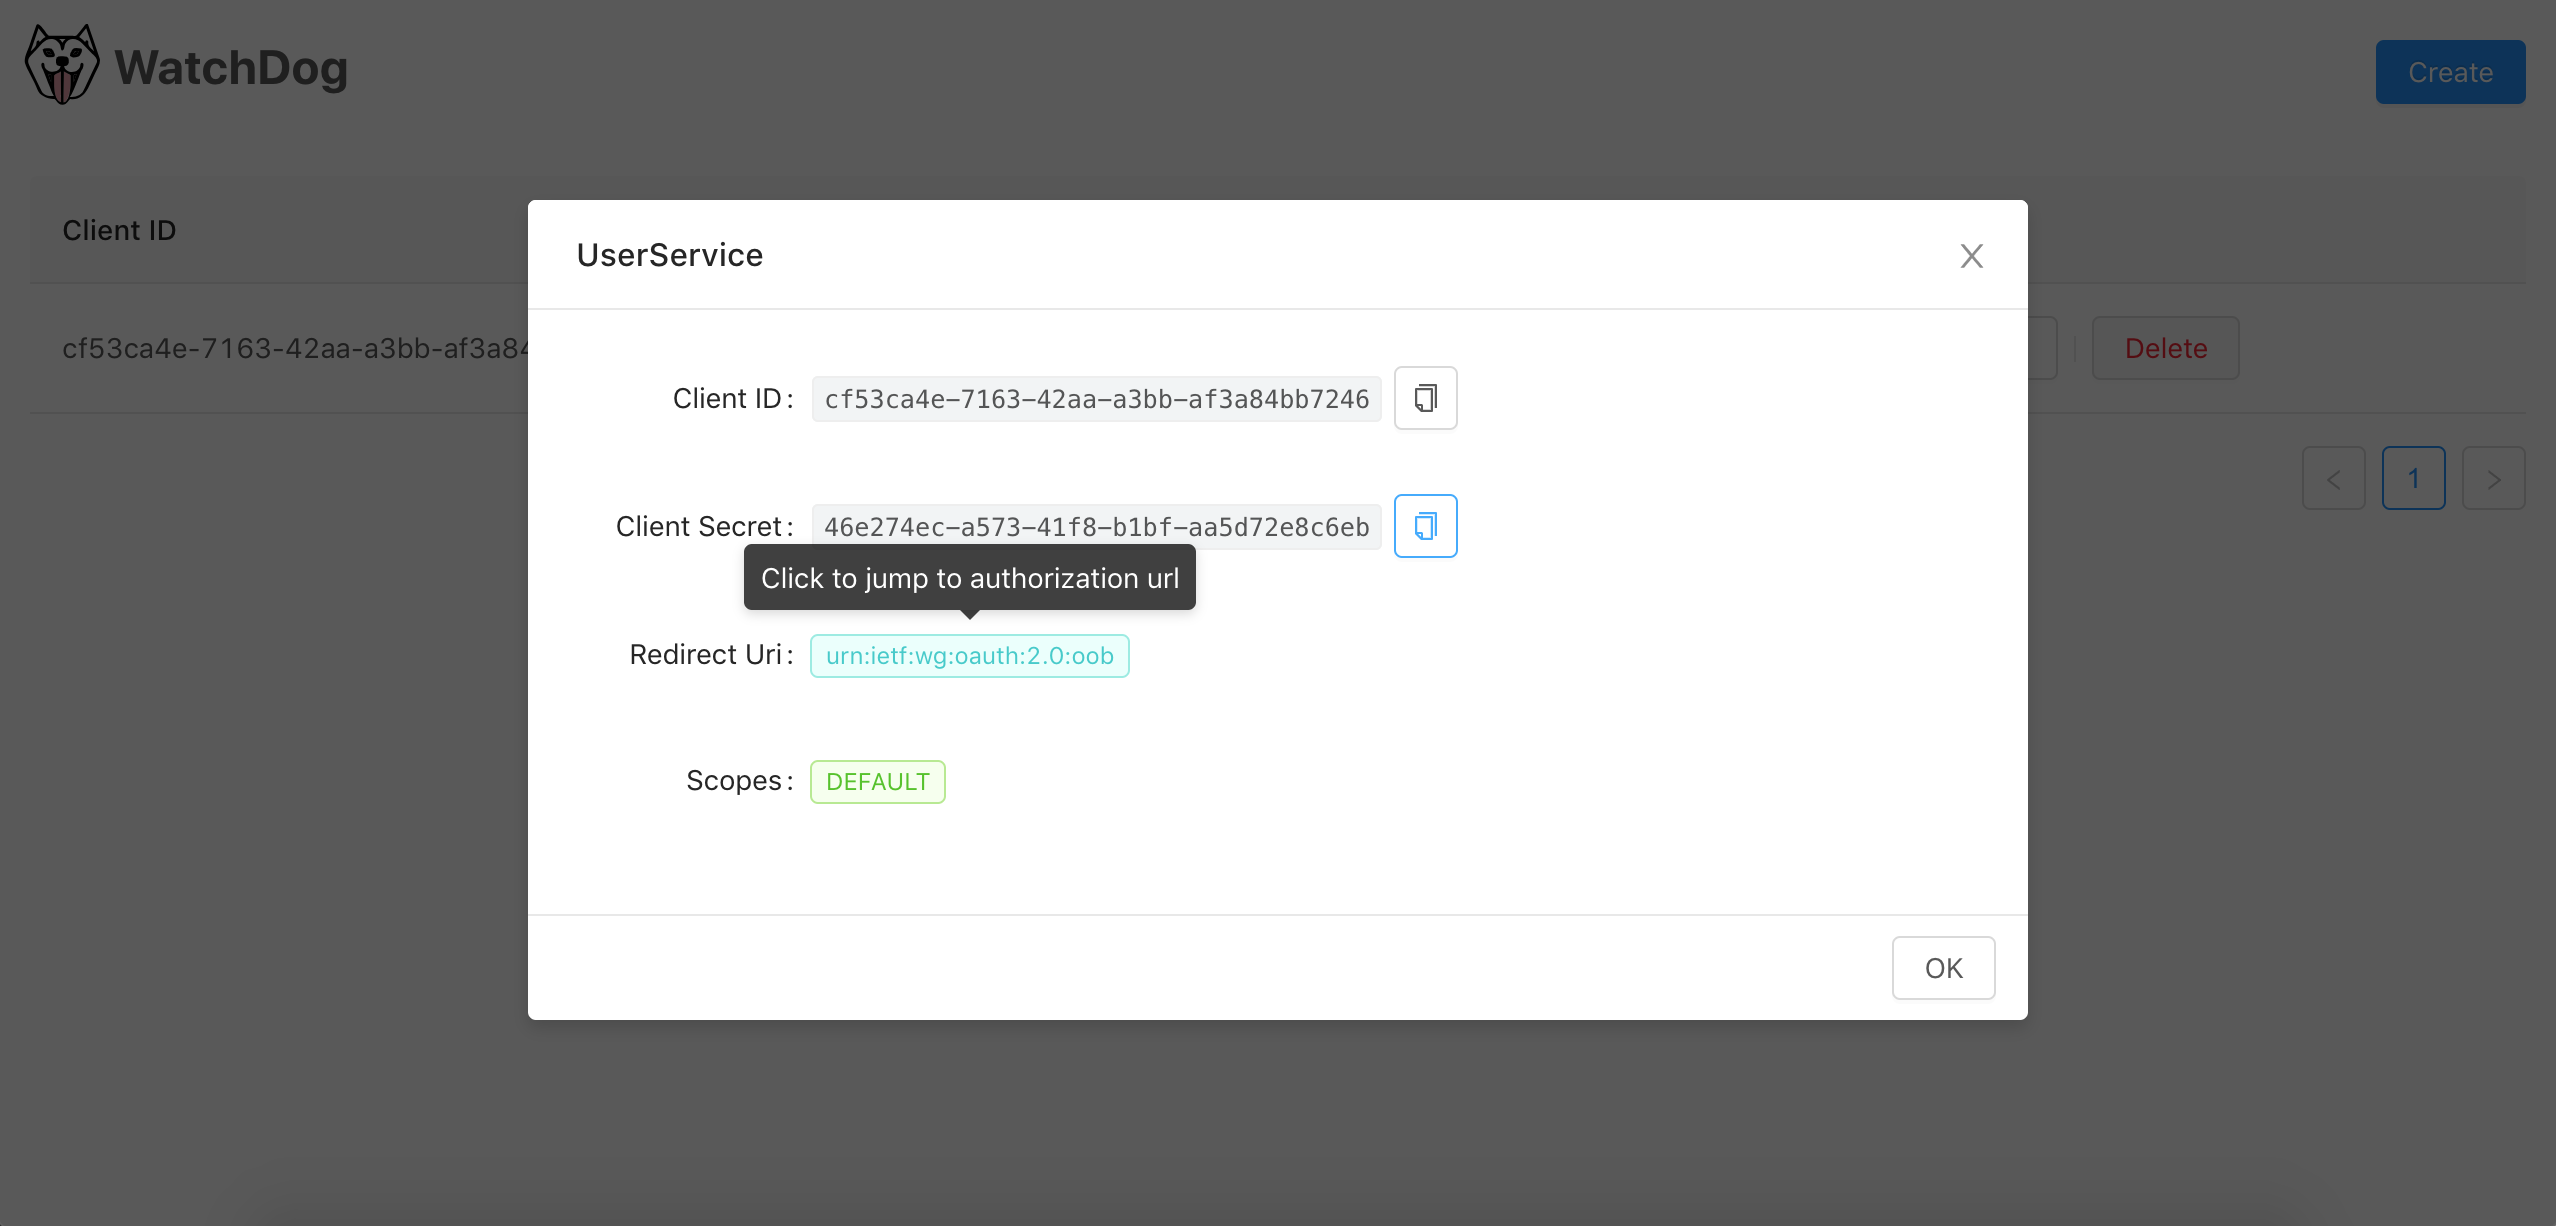 WatchDog
Create
Client ID
cf53ca4e-7163-42aa-a3bb-af3a84
Delete
< 1 >
UserService
Client ID :
cf53ca4e-7163-42aa-a3bb-af3a84bb7246
Client Secret :
46e274ec-a573-41f8-b1bf-aa5d72e8c6eb
Click to jump to authorization url
Redirect Uri :
urn:ietf:wg:oauth:2.0:oob
Scopes :
DEFAULT
OK